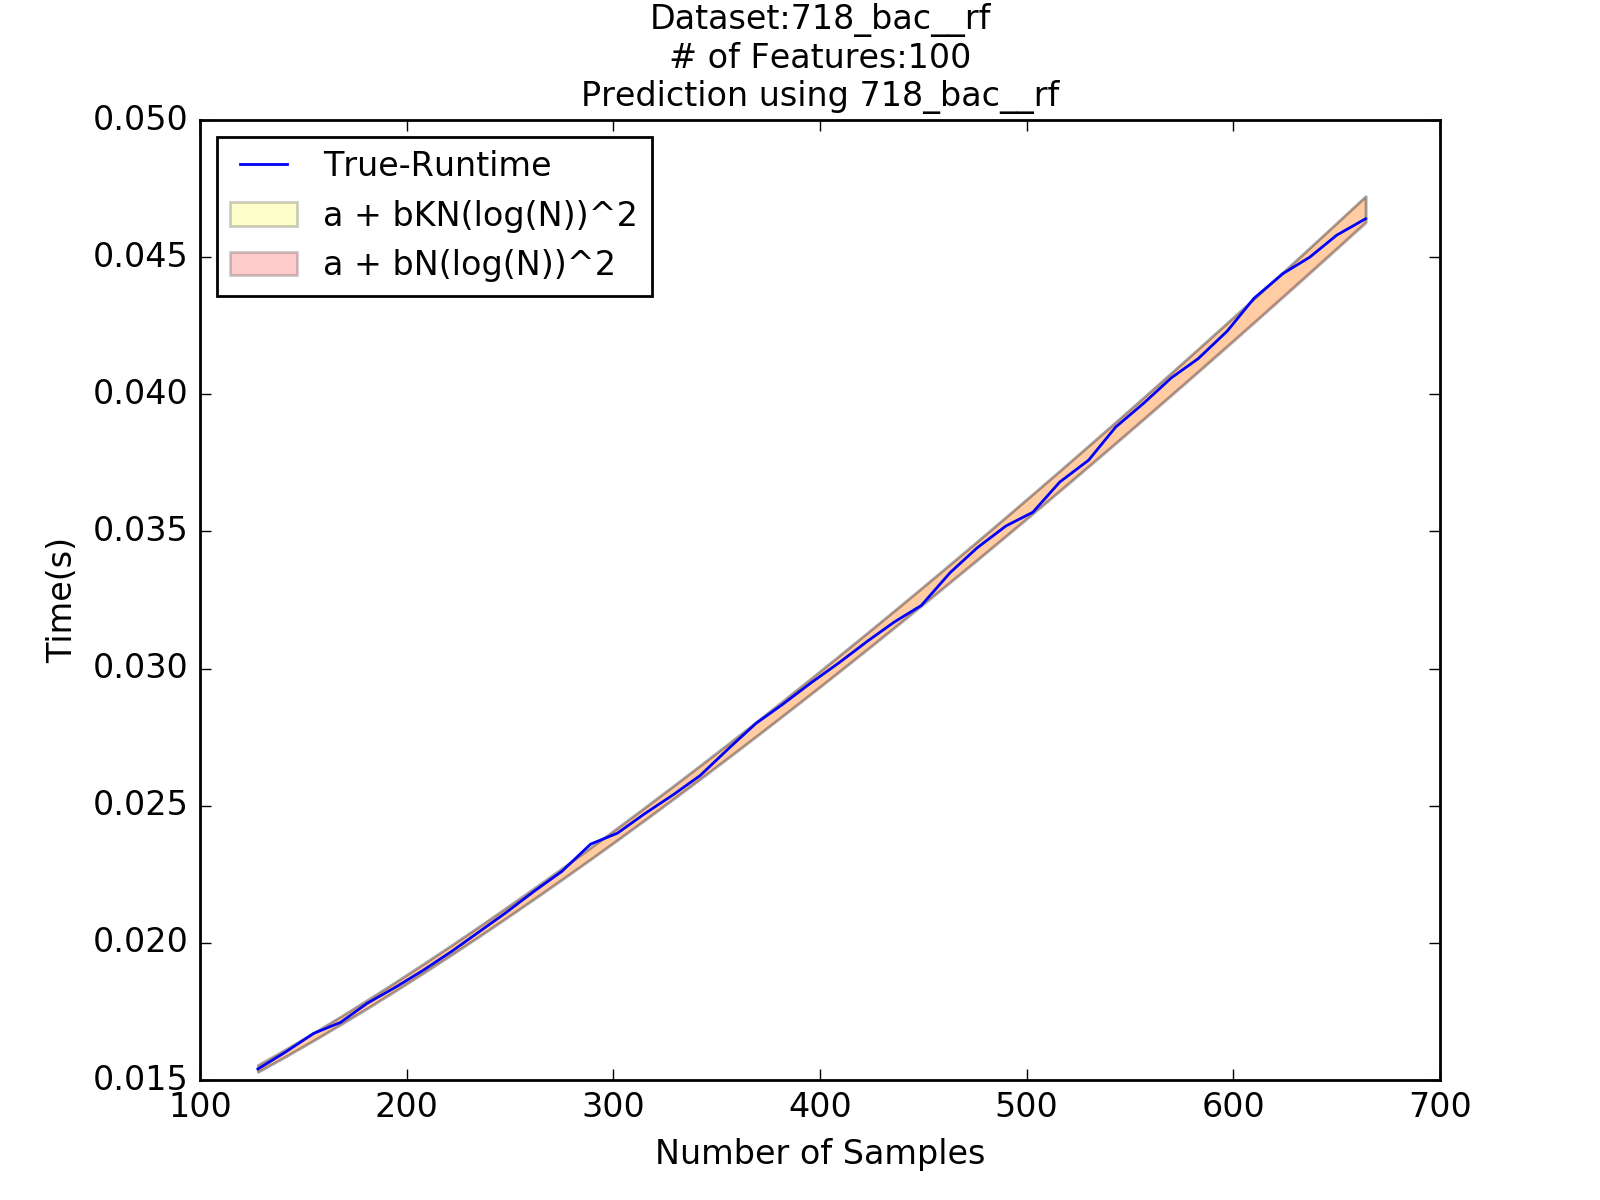 Dataset:718_bac__rf
# of Features:100
Prediction using 718_bac__rf
0.050
0.045
0.040
0.035
0.030
0.025
0.020
0.015
True-Runtime
a + bKN(log(N))^2
a + bN(log(N))^2
Time(s)
100 200 300 400 500 600 700
Number of Samples